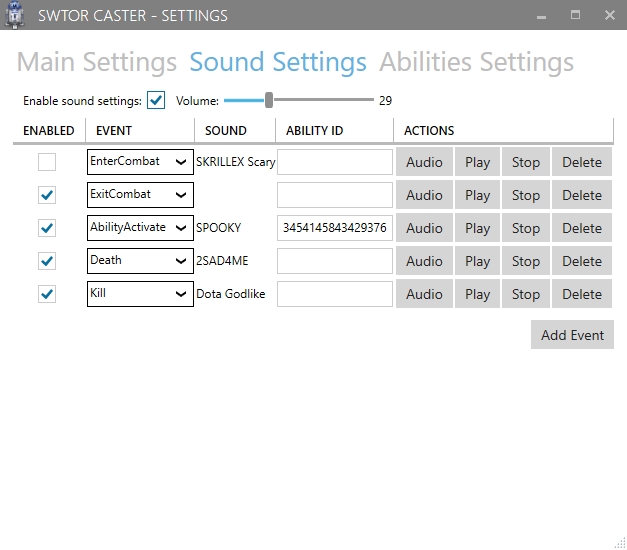 SWTOR CASTER - SETTINGS
Main Settings Sound Settings Abilities Settings
Enable sound settings: Volume: 29
ENABLED EVENT SOUND ABILITY ID ACTIONS
EnterCombat SKRILLEX Scary Audio Play Stop Delete
ExitCombat Audio Play Stop Delete
AbilityActivate SPOOKY 3454145843429376 Audio Play Stop Delete
Death 2SAD4ME Audio Play Stop Delete
Kill Dota Godlike Audio Play Stop Delete
Add Event